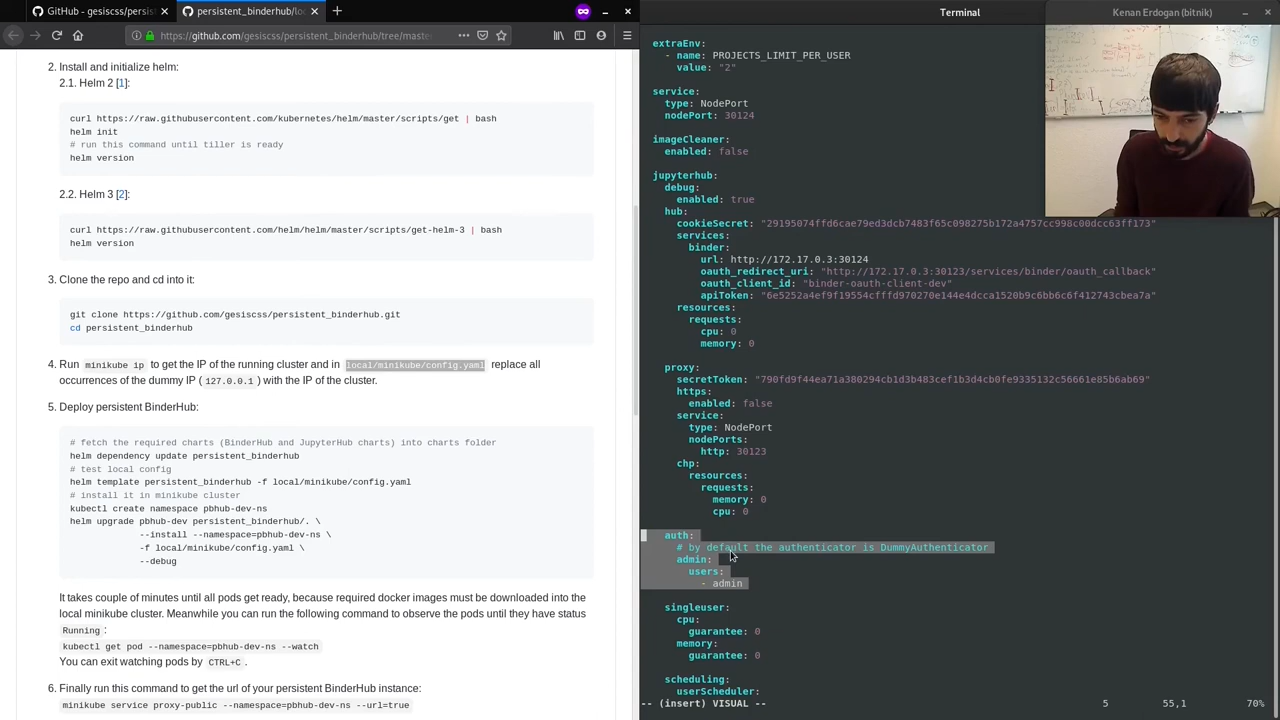 GitHub - gesiscss/persist
persistent_binderhub/loc
https://github.com/gesiscss/persistent_binderhub/tree/maste
2. Install and initialize helm:
2.1. Helm 2 [1]:
curl https://raw.githubusercontent.com/kubernetes/helm/master/scripts/get | bash
helm init
# run this command until tiller is ready
helm version
2.2. Helm 3 [2]:
curl https://raw.githubusercontent.com/helm/helm/master/scripts/get-helm-3 | bash
helm version
3. Clone the repo and cd into it:
git clone https://github.com/gesiscss/persistent_binderhub.git
cd persistent_binderhub
4. Run minikube ip to get the IP of the running cluster and in local/minikube/config.yaml replace all
occurrences of the dummy IP ( 127.0.0.1 ) with the IP of the cluster.
5. Deploy persistent BinderHub:
# fetch the required charts (BinderHub and JupyterHub charts) into charts folder
helm dependency update persistent_binderhub
# test local config
helm template persistent_binderhub -f local/minikube/config.yaml
# install it in minikube cluster
kubectl create namespace pbhub-dev-ns
helm upgrade pbhub-dev persistent_binderhub/. \
--install --namespace=pbhub-dev-ns \
-f local/minikube/config.yaml \
--debug
It takes couple of minutes until all pods get ready, because required docker images must be downloaded into the
local minikube cluster. Meanwhile you can run the following command to observe the pods until they have status
Running :
kubectl get pod --namespace=pbhub-dev-ns --watch
You can exit watching pods by CTRL+C .
6. Finally run this command to get the url of your persistent BinderHub instance:
minikube service proxy-public --namespace=pbhub-dev-ns --url=true
Terminal
Kenan Erdogan (bitnik)
extraEnv:
- name: PROJECTS_LIMIT_PER_USER
value: "2"
service:
type: NodePort
nodePort: 30124
imageCleaner:
enabled: false
jupyterhub:
debug:
enabled: true
hub:
cookieSecret: "29195074ffd6cae79ed3dcb7483f65c098275b172a4757cc998c00dcc63ff173"
services:
binder:
url: http://172.17.0.3:30124
oauth_redirect_uri: "http://172.17.0.3:30123/services/binder/oauth_callback"
oauth_client_id: "binder-oauth-client-dev"
apiToken: "6e5252a4ef9f19554cfffd970270e144e4dcca1520b9c6bb6c6f412743cbea7a"
resources:
requests:
cpu: 0
memory: 0
proxy:
secretToken: "790fd9f44ea71a380294cb1d3b483cef1b3d4cb0fe9335132c56661e85b6ab69"
https:
enabled: false
service:
type: NodePort
nodePorts:
http: 30123
chp:
resources:
requests:
memory: 0
cpu: 0
auth:
# by default the authenticator is DummyAuthenticator
admin:
users:
- admin
singleuser:
cpu:
guarantee: 0
memory:
guarantee: 0
scheduling:
userScheduler:
-- (insert) VISUAL -- 5 55,1 70%